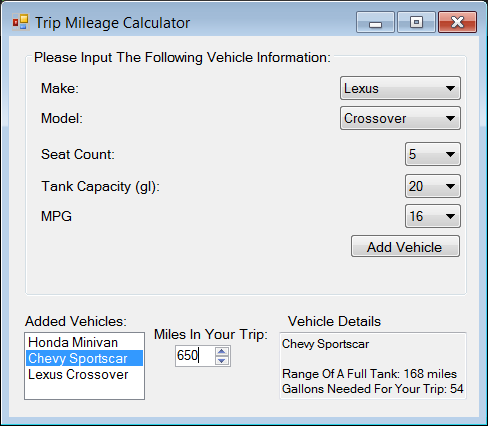 Trip Mileage Calculator
Please Input The Following Vehicle Information:
Make: Lexus
Model: Crossover
Seat Count: 5
Tank Capacity (gl): 20
MPG 16
Add Vehicle
Added Vehicles:
Honda Minivan
Chevy Sportscar
Lexus Crossover
Miles In Your Trip:
650
Vehicle Details
Chevy Sportscar
Range Of A Full Tank: 168 miles
Gallons Needed For Your Trip: 54